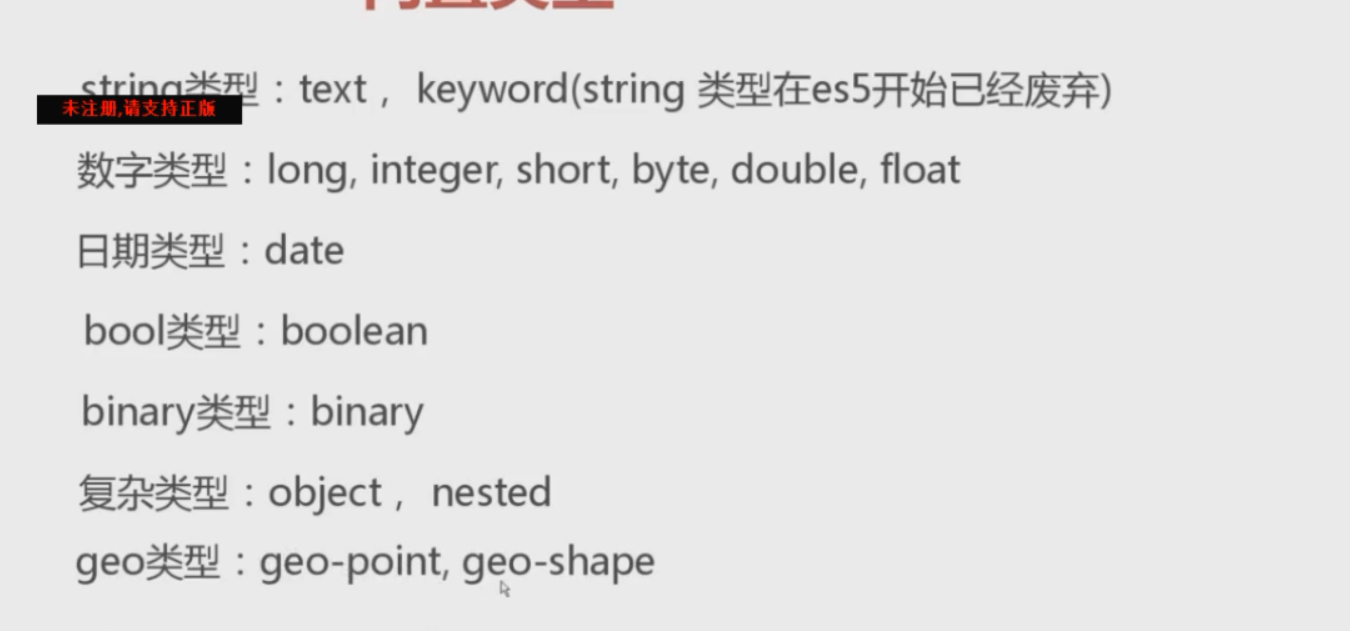 string类型：text， keyword(string 类型在es5开始已经废弃)
未注册,请支持正版
数字类型：long, integer, short, byte, double, float
日期类型：date
bool类型：boolean
binary类型：binary
复杂类型：object， nested
geo类型：geo-point, geo-shape